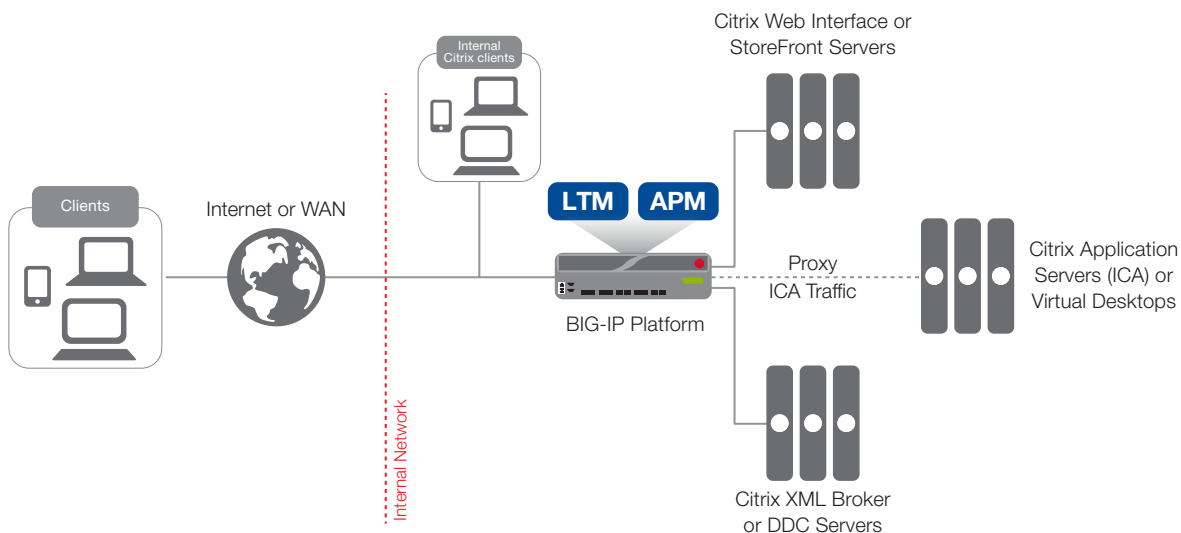 Citrix Web Interface or
StoreFront Servers
Internal
Citrix clients
LTM
APM
Clients
Internet or WAN
Proxy
ICA Traffic
Citrix Application
Servers (ICA) or
Virtual Desktops
BIG-IP Platform
Internal Network
Citrix XML Broker
or DDC Servers